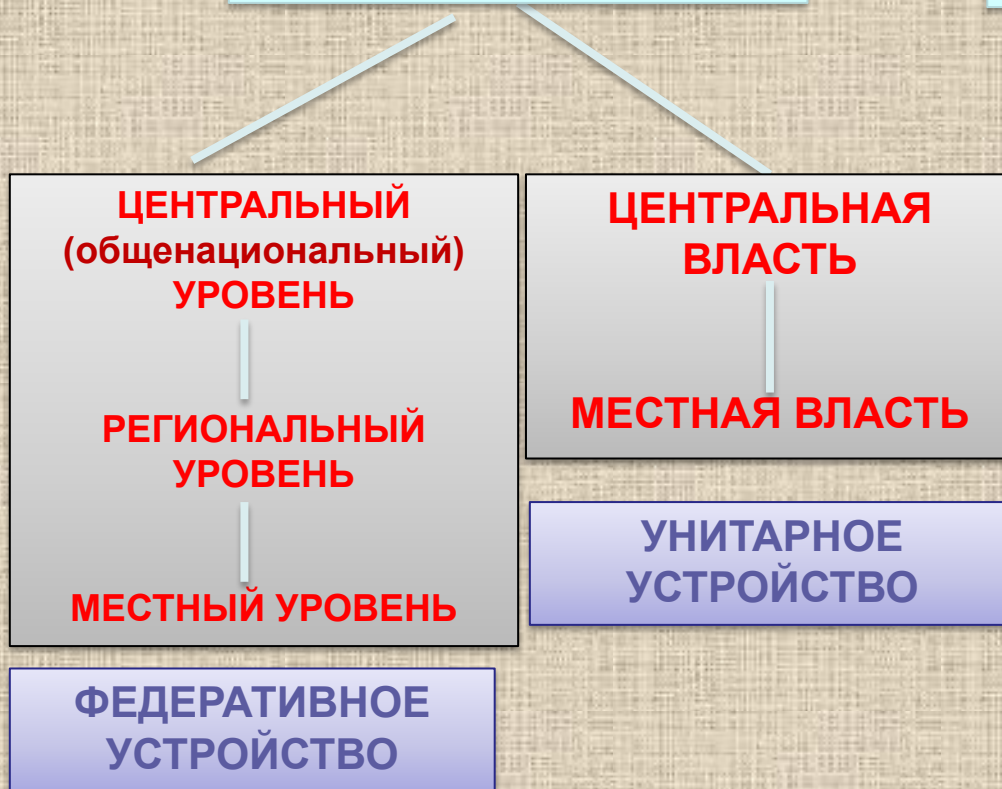 ЦЕНТРАЛЬНЫЙ
(общенациональный)
УРОВЕНЬ
РЕГИОНАЛЬНЫЙ
УРОВЕНЬ
МЕСТНЫЙ УРОВЕНЬ
ФЕДЕРАТИВНОЕ
УСТРОЙСТВО
ЦЕНТРАЛЬНАЯ
ВЛАСТЬ
МЕСТНАЯ ВЛАСТЬ
УНИТАРНОЕ
УСТРОЙСТВО